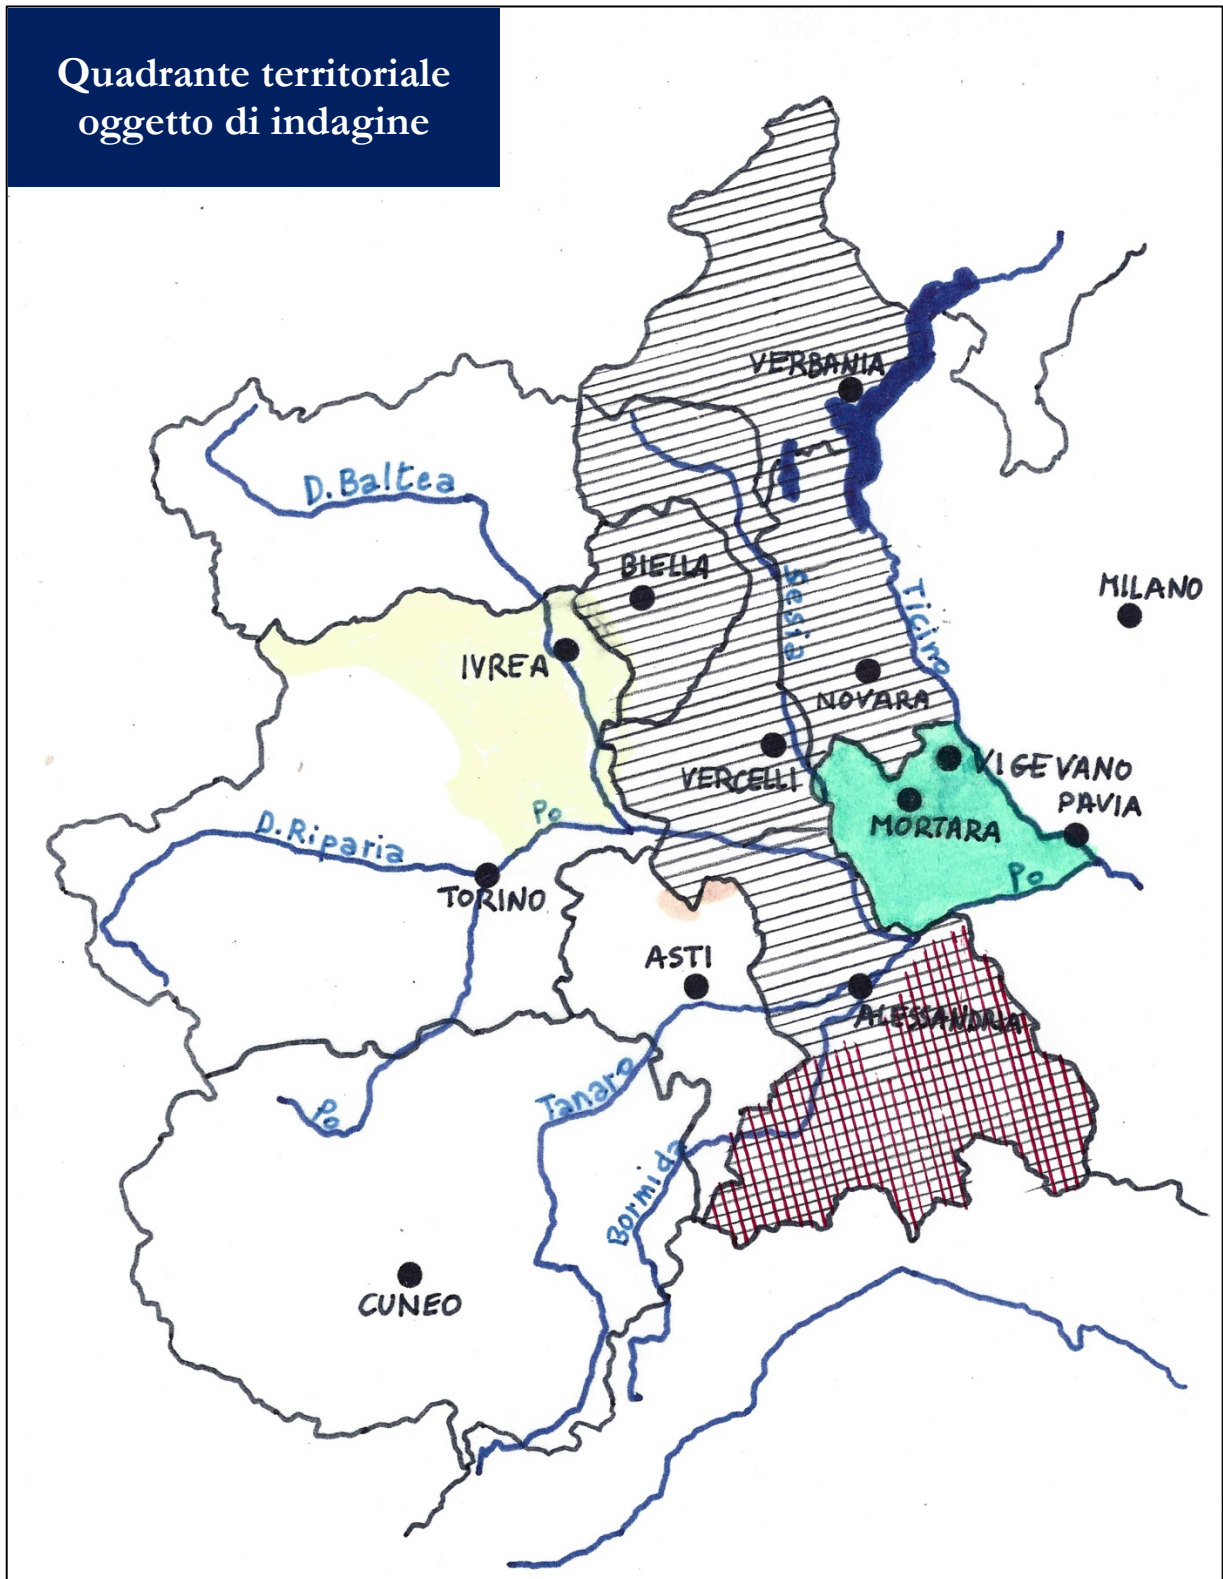 Quadrante territoriale
oggetto di indagine
VERBANIA
D.Baltea
BIELLA
Sesia
Ticino
MILANO
IVREA
NOVARA
VERCELLI
VIGEVANO
PAVIA
MORTARA
Po
D.Riparia
Po
TORINO
ASTI
ALESSANDRIA
Tanaro
Po
Bormida
CUNEO